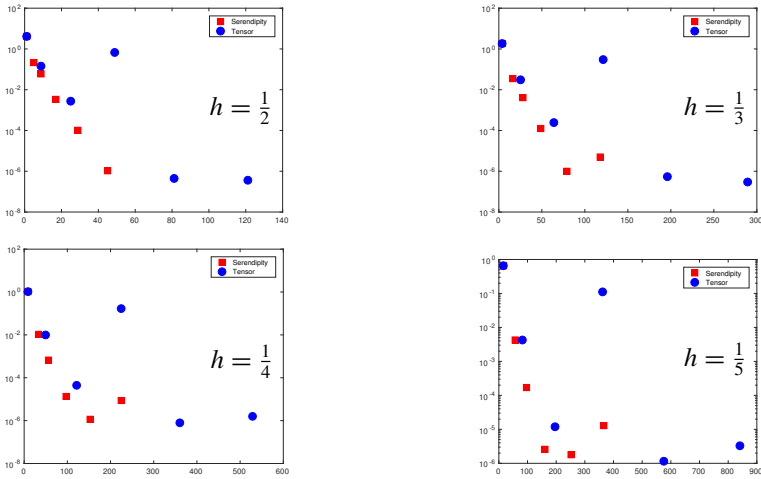 10^2
10^0
10^-2
10^-4
10^-6
10^-8
0 20 40 60 80 100 120 140
Serendipity
Tensor
h = 1/2
10^2
10^0
10^-2
10^-4
10^-6
10^-8
0 50 100 150 200 250 300
Serendipity
Tensor
h = 1/3
10^2
10^0
10^-2
10^-4
10^-6
10^-8
0 100 200 300 400 500 600
Serendipity
Tensor
h = 1/4
10^0
10^-1
10^-2
10^-3
10^-4
10^-5
10^-6
0 100 200 300 400 500 600 700 800 900
Serendipity
Tensor
h = 1/5